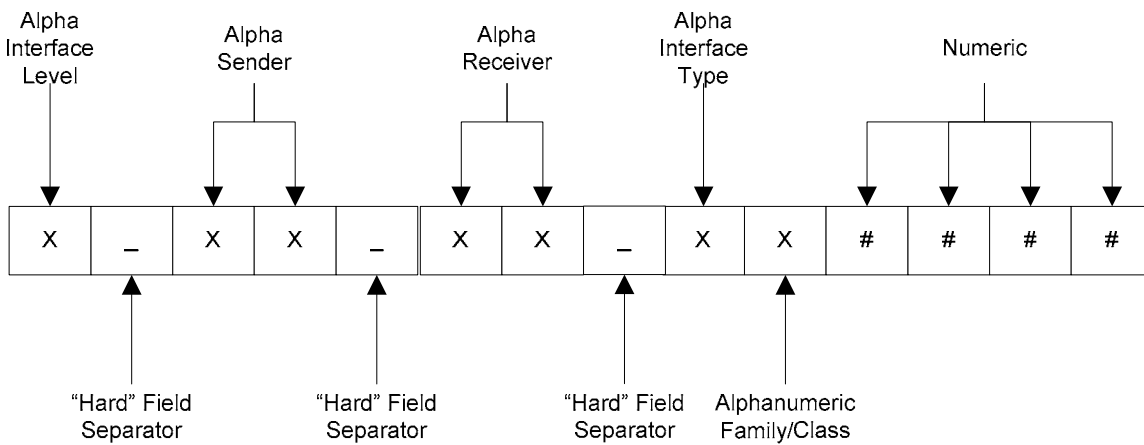 Alpha
Interface
Level
Alpha
Sender
Alpha
Receiver
Alpha
Interface
Type
Numeric
X _ X X _ X X _ X X # # # #
“Hard” Field
Separator
“Hard” Field
Separator
“Hard” Field
Separator
Alphanumeric
Family/Class